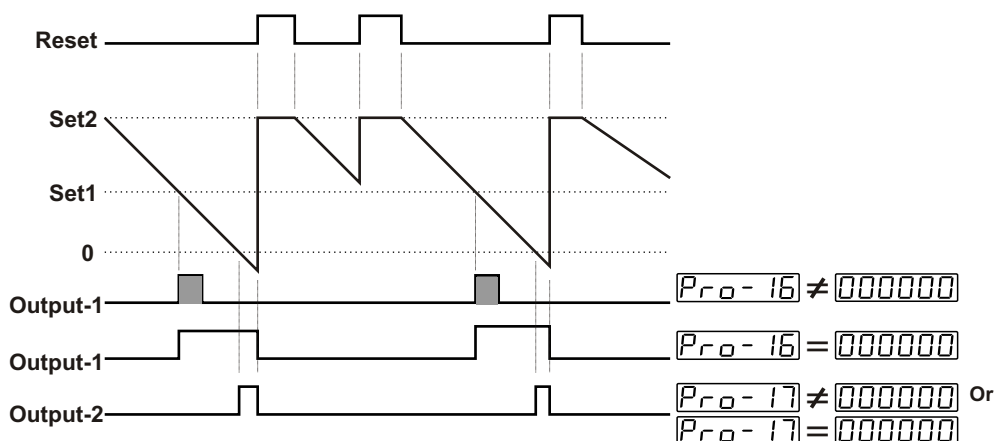 Reset
Set2
Set1
0
Output-1 Pro-16 ≠ 000000
Output-1 Pro-16 = 000000
Output-2 Pro-17 ≠ 000000 Or
Pro-17 = 000000